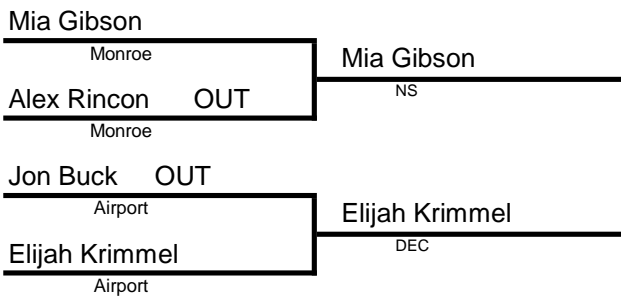 Mia Gibson
Monroe
Mia Gibson
NS
Alex Rincon OUT
Monroe
Jon Buck OUT
Airport
Elijah Krimmel
DEC
Elijah Krimmel
Airport